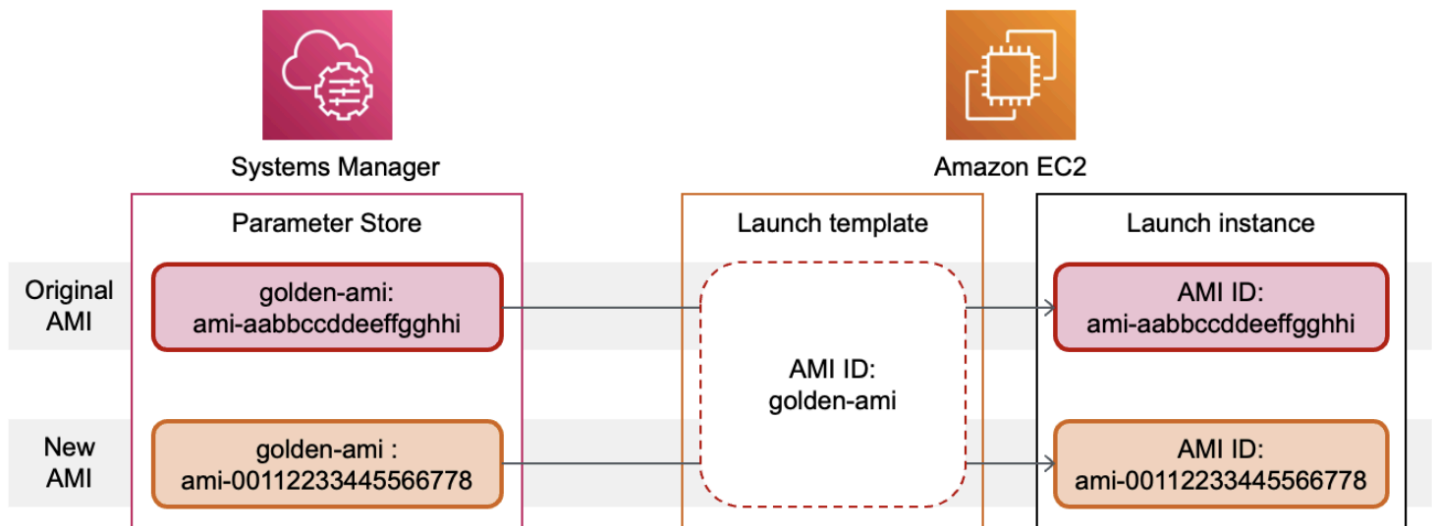 Systems Manager
Amazon EC2
Parameter Store
Launch template
Launch instance
Original
AMI
golden-ami:
ami-aabbccddeeffgghhi
AMI ID:
golden-ami
AMI ID:
ami-aabbccddeeffgghhi
New
AMI
golden-ami :
ami-00112233445566778
AMI ID:
ami-00112233445566778